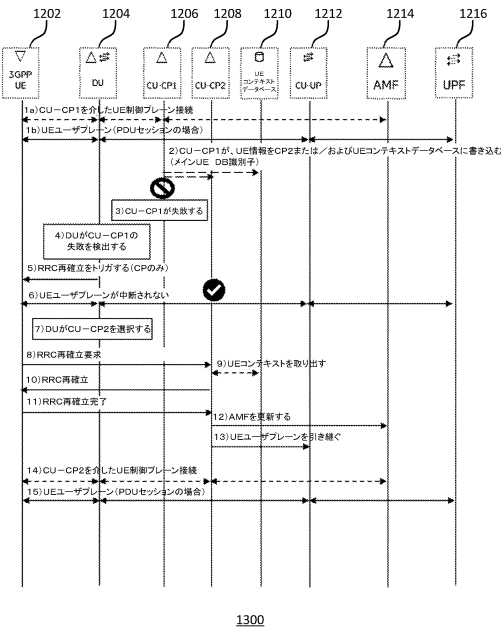 1202 1204 1206 1208 1210 1212 1214 1216
3GPP
UE
DU
CU-CP1
CU-CP2
UE
コンテキスト
データベース
CU-UP
AMF
UPF
1a)CU-CP1を介したUE制御プレーン接続
1b)UEユーザプレーン(PDUセッションの場合)
2)CU-CP1が、UE情報をCP2または/およびUEコンテキストデータベースに書き込む
(メインUE DB識別子)
3)CU-CP1が失敗する
4)DUがCU-CP1の
失敗を検出する
5)RRC再確立をトリガする(CPのみ)
6)UEユーザプレーンが中断されない
7)DUがCU-CP2を選択する
8)RRC再確立要求
9)UEコンテキストを取り出す
10)RRC再確立
11)RRC再確立完了
12)AMFを更新する
13)UEユーザプレーンを引き継ぐ
14)CU-CP2を介したUE制御プレーン接続
15)UEユーザプレーン(PDUセッションの場合)
1300